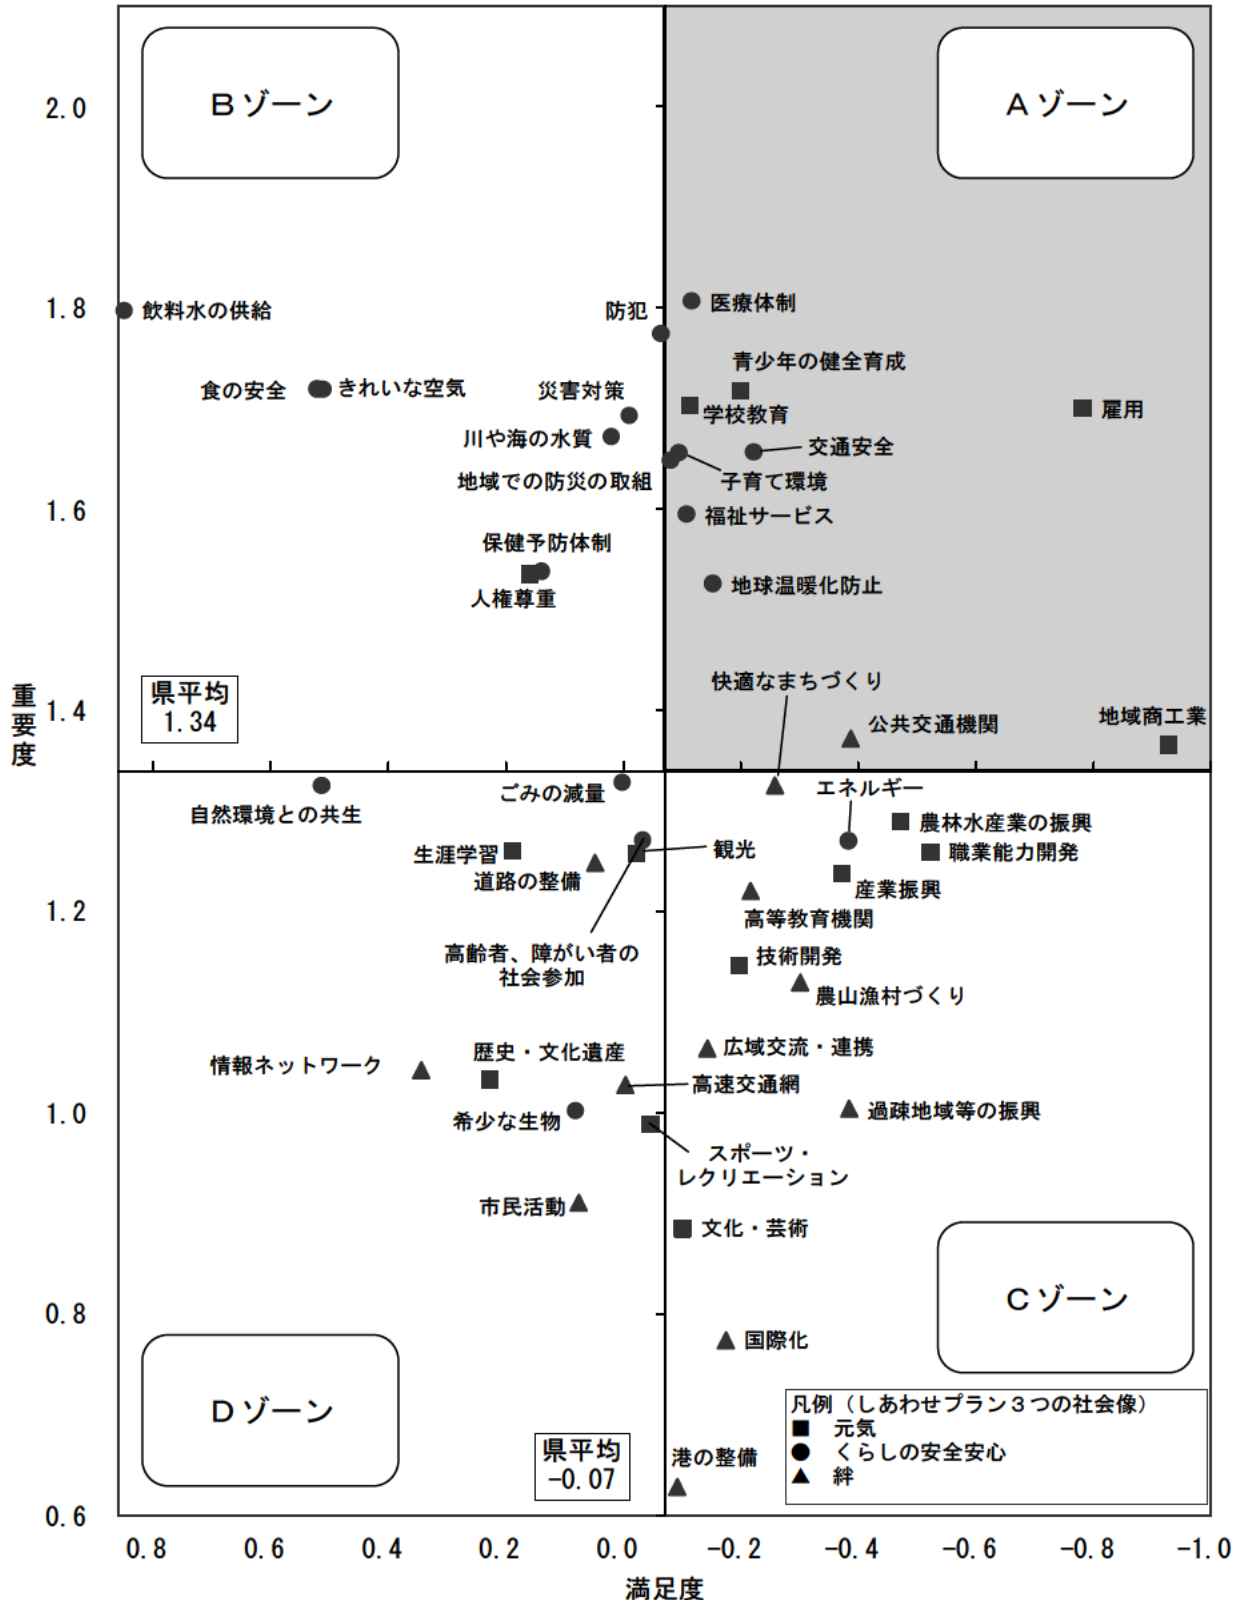 Bゾーン
Aゾーン
2.0
1.8
飲料水の供給
防犯
医療体制
青少年の健全育成
食の安全
きれいな空気
災害対策
学校教育
雇用
川や海の水質
交通安全
地域での防災の取組
子育て環境
1.6
福祉サービス
保健予防体制
人権尊重
地球温暖化防止
重要度
県平均
1.34
1.4
快適なまちづくり
公共交通機関
地域商工業
自然環境との共生
ごみの減量
エネルギー
農林水産業の振興
生涯学習
観光
職業能力開発
道路の整備
産業振興
1.2
高等教育機関
高齢者、障がい者の
社会参加
技術開発
農山漁村づくり
情報ネットワーク
歴史・文化遺産
広域交流・連携
高速交通網
1.0
希少な生物
過疎地域等の振興
スポーツ・
レクリエーション
市民活動
文化・芸術
Cゾーン
0.8
国際化
Dゾーン
凡例(しあわせプラン3つの社会像)
■ 元気
● くらしの安全安心
▲ 絆
県平均
-0.07
港の整備
0.6
0.8 0.6 0.4 0.2 0.0 -0.2 -0.4 -0.6 -0.8 -1.0
満足度